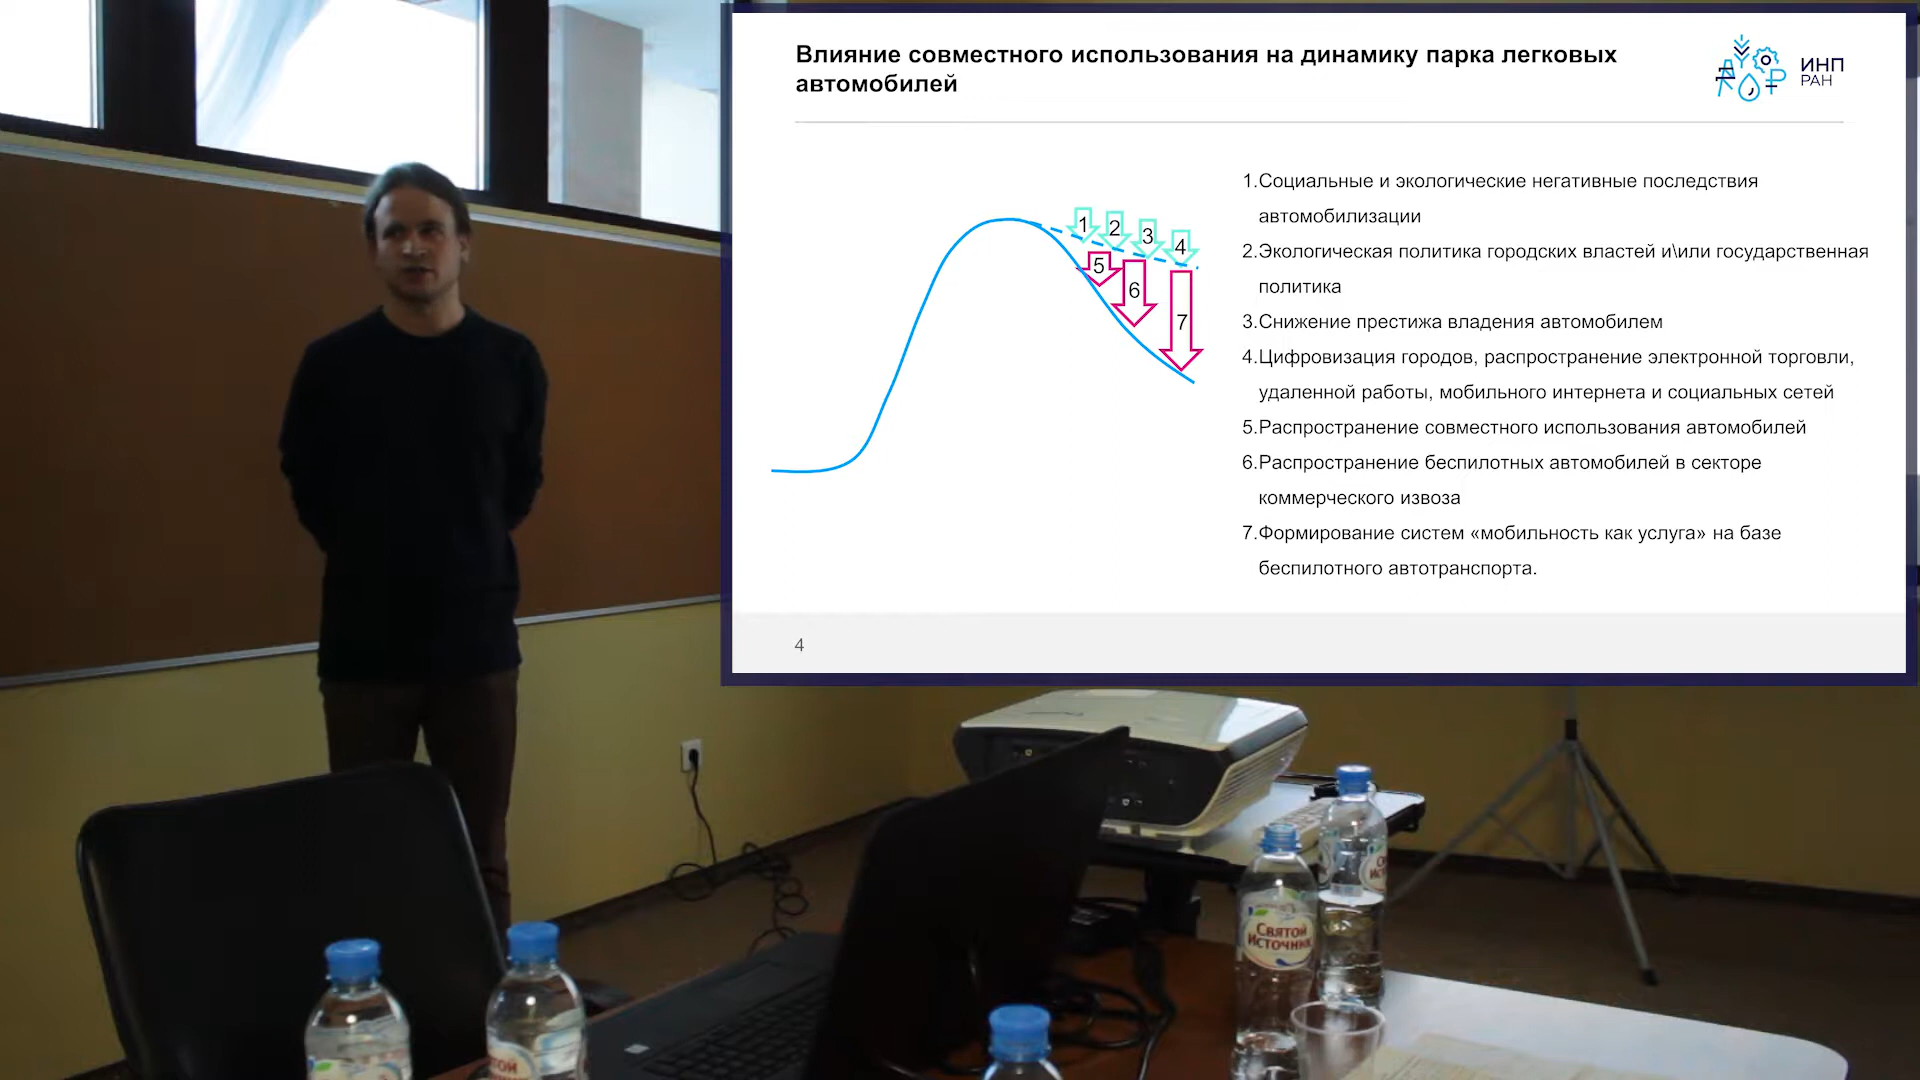 Влияние совместного использования на динамику парка легковых
автомобилей
ИНП
РАН
1
2
3
4
5
6
7
1.Социальные и экологические негативные последствия
автомобилизации
2.Экологическая политика городских властей и\или государственная
политика
3.Снижение престижа владения автомобилем
4.Цифровизация городов, распространение электронной торговли,
удаленной работы, мобильного интернета и социальных сетей
5.Распространение совместного использования автомобилей
6.Распространение беспилотных автомобилей в секторе
коммерческого извоза
7.Формирование систем «мобильность как услуга» на базе
беспилотного автотранспорта.
4
СВЯТОЙ
ИСТОЧНИК